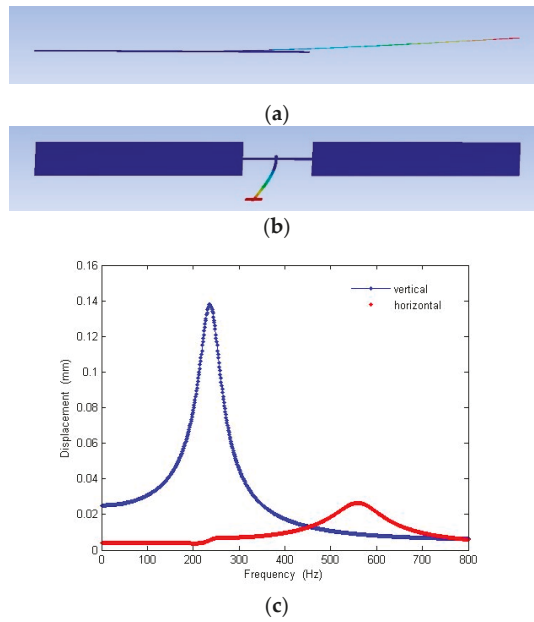 (a)
(b)
0.16
0.14
0.12
0.1
0.08
0.06
0.04
0.02
0
Displacement (mm)
vertical
horizontal
0 100 200 300 400 500 600 700 800
Frequency (Hz)
(c)